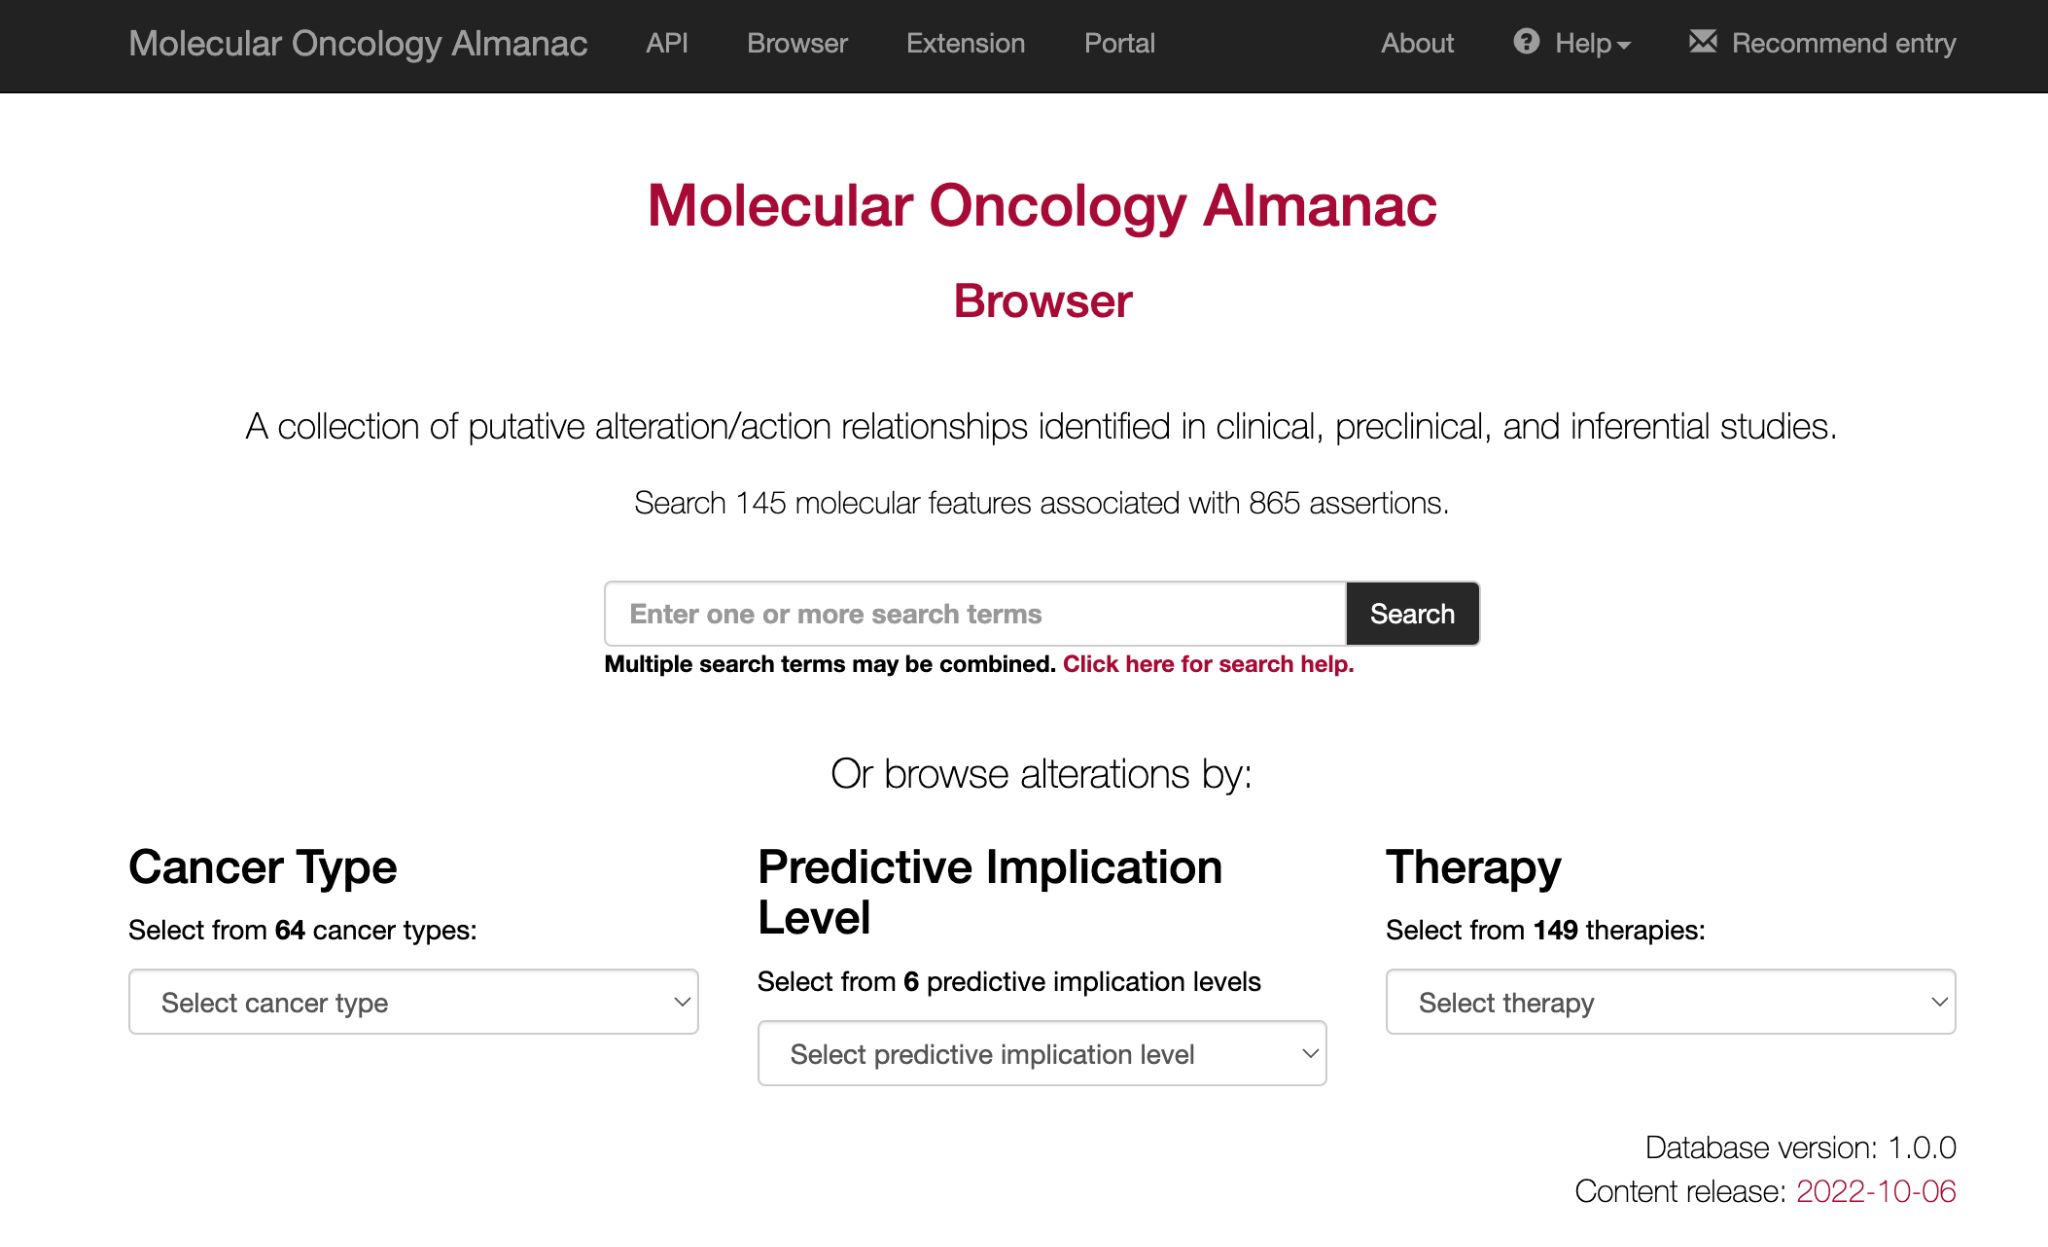 Molecular Oncology Almanac API Browser Extension Portal About Help Recommend entry
Molecular Oncology Almanac
Browser
A collection of putative alteration/action relationships identified in clinical, preclinical, and inferential studies.
Search 145 molecular features associated with 865 assertions.
Enter one or more search terms Search
Multiple search terms may be combined. Click here for search help.
Or browse alterations by:
Cancer Type
Select from 64 cancer types:
Select cancer type
Predictive Implication
Level
Select from 6 predictive implication levels
Select predictive implication level
Therapy
Select from 149 therapies:
Select therapy
Database version: 1.0.0
Content release: 2022-10-06